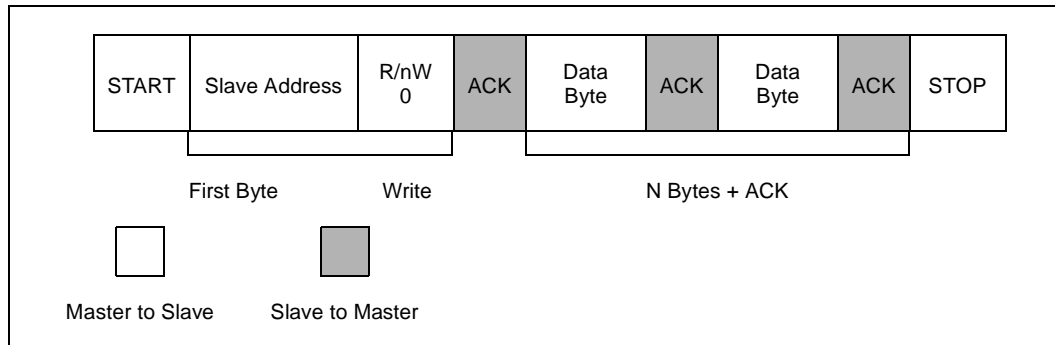 START
Slave Address
R/nW
0
ACK
Data
Byte
ACK
Data
Byte
ACK
STOP
First Byte
Write
N Bytes + ACK
Master to Slave
Slave to Master